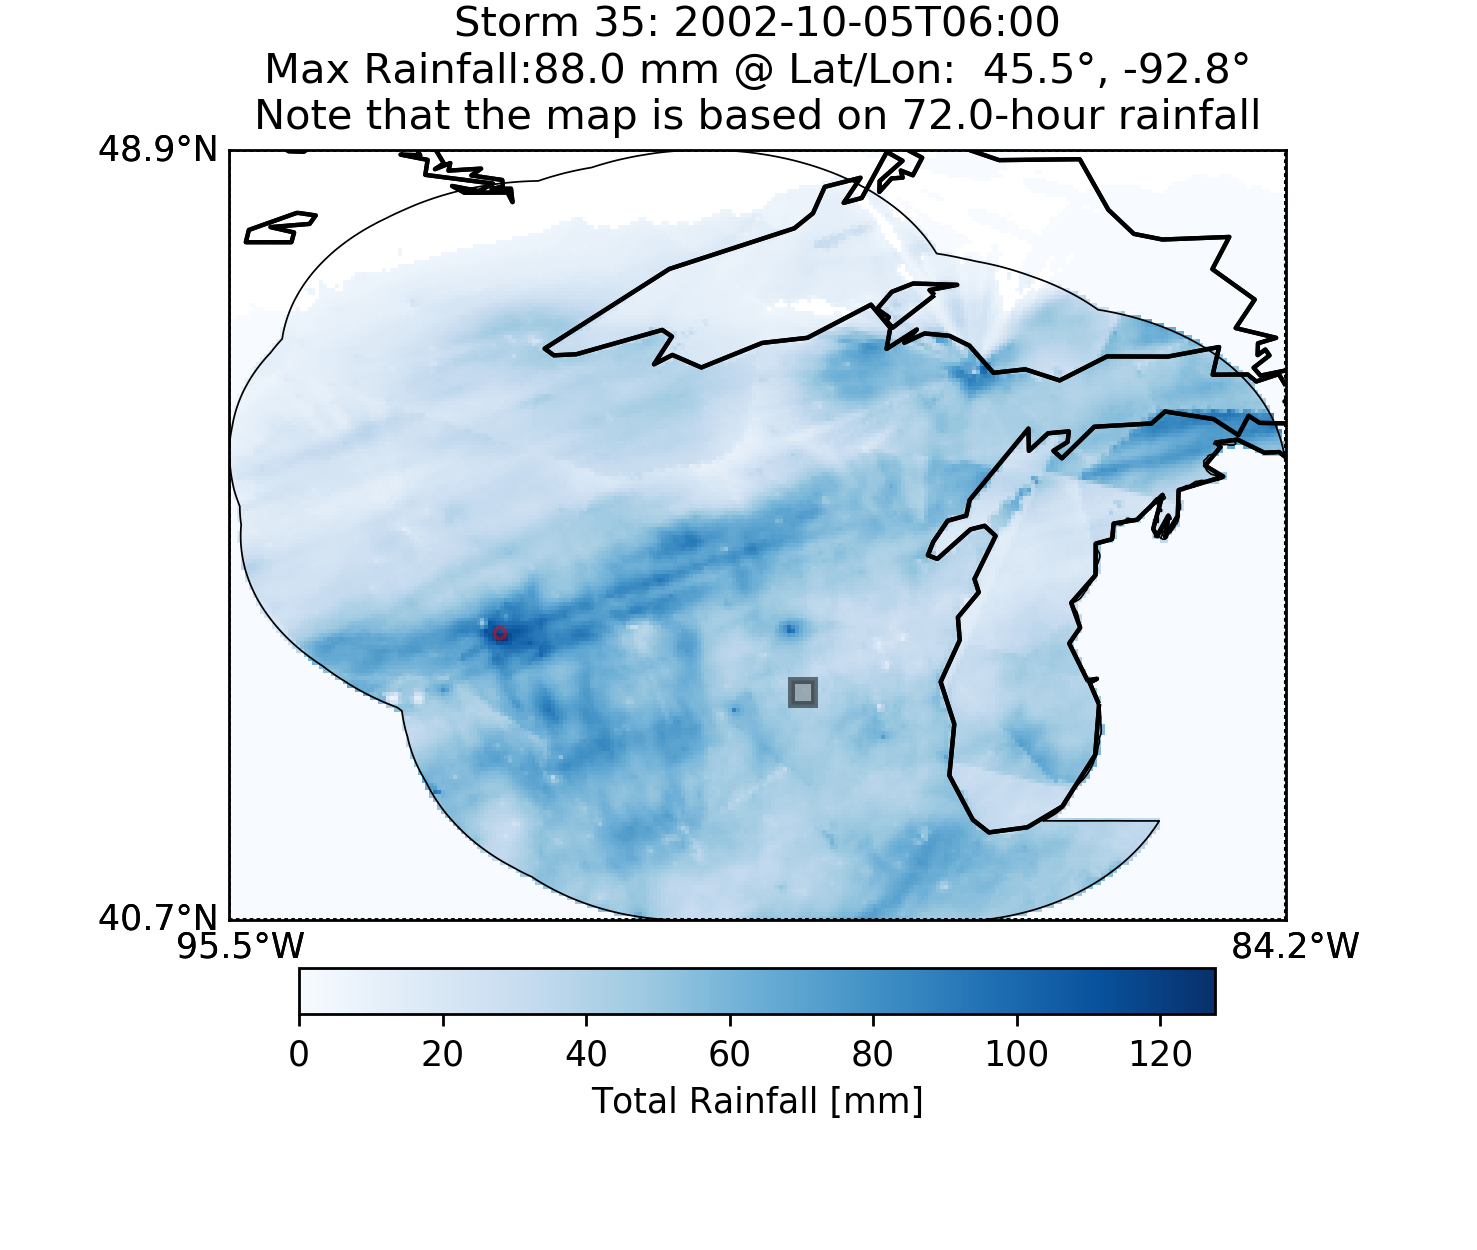 Storm 35: 2002-10-05T06:00
Max Rainfall:88.0 mm @ Lat/Lon:  45.5°, -92.8°
Note that the map is based on 72.0-hour rainfall
48.9°N
40.7°N
95.5°W 84.2°W
0 20 40 60 80 100 120
Total Rainfall [mm]